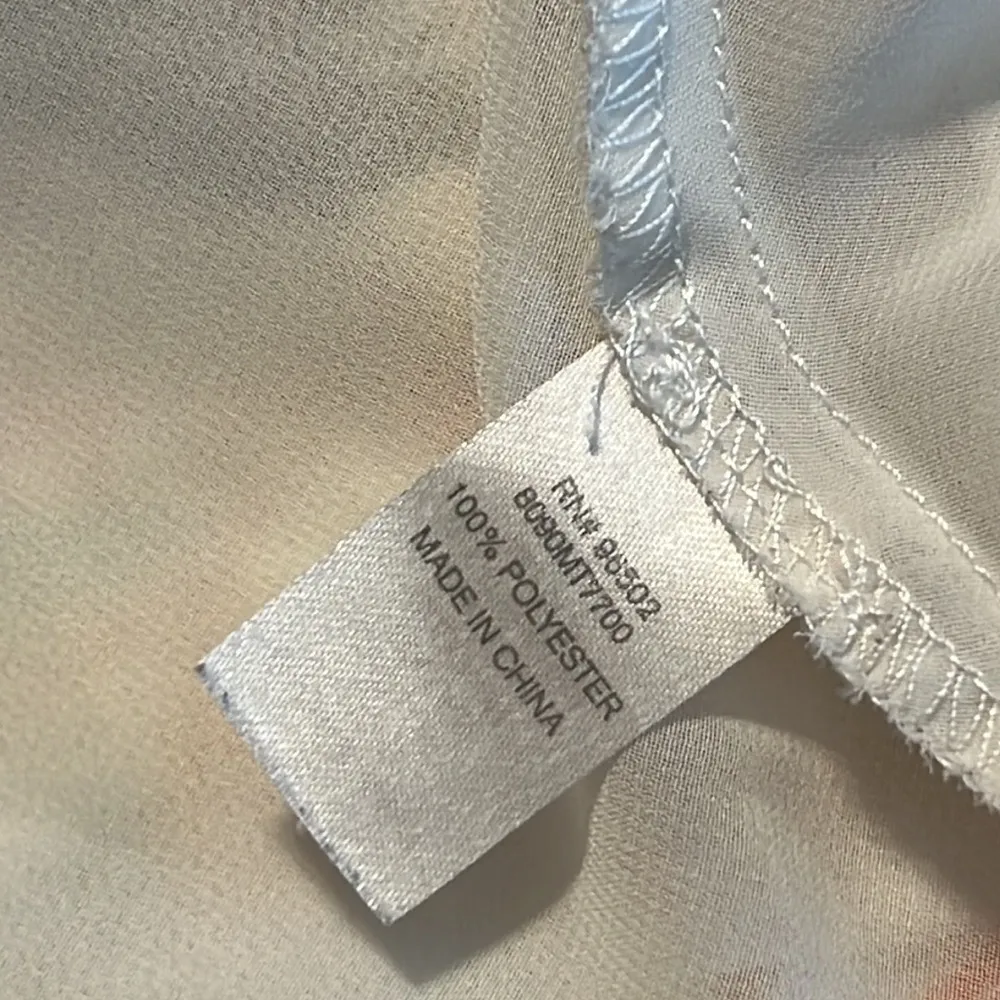 RN# 96502
8090MT7700
100% POLYESTER
MADE IN CHINA